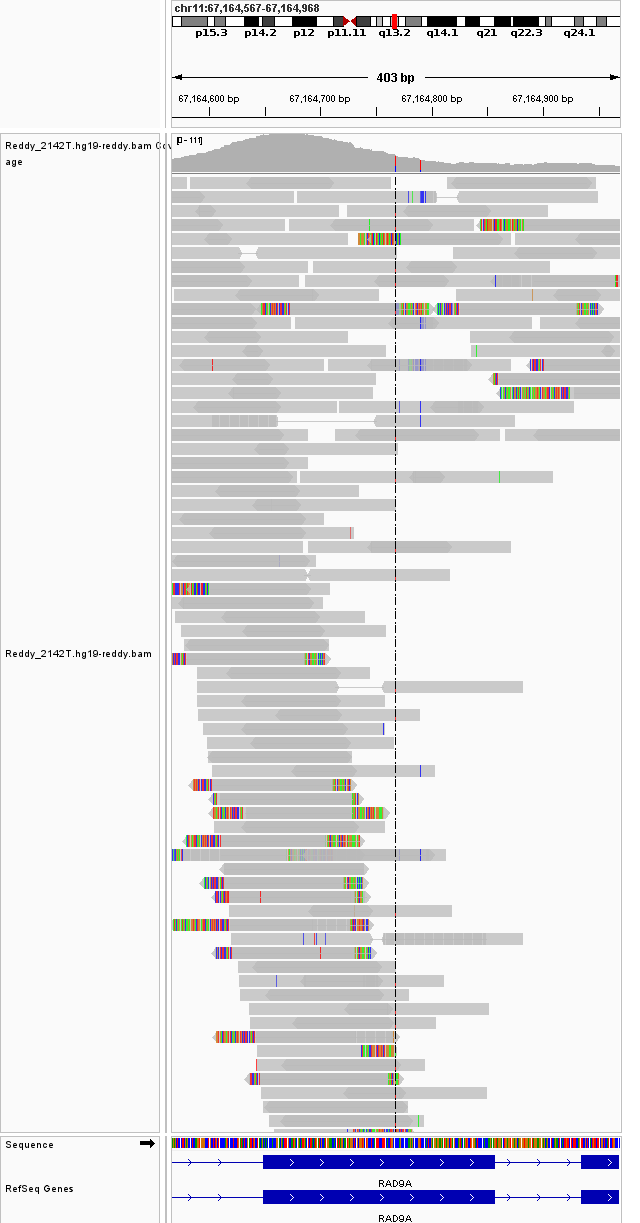 chr11:67,164,567-67,164,968
p15.3 p14.2 p12 p11.11 q13.2 q14.1 q21 q22.3 q24.1
403 bp
67,164,600 bp 67,164,700 bp 67,164,800 bp 67,164,900 bp
[0 - 111]
Reddy_2142T.hg19-reddy.bam Cov
age
Reddy_2142T.hg19-reddy.bam
Sequence
RAD9A
RefSeq Genes
RAD9A